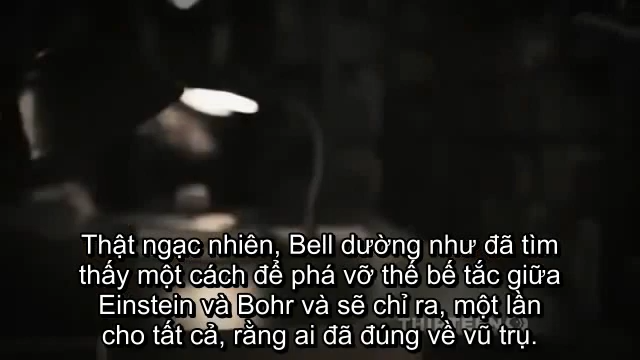 Thật ngạc nhiên, Bell dường như đã tìm
thấy một cách để phá vỡ thế bế tắc giữa
Einstein và Bohr và sẽ chỉ ra, một lần
cho tất cả, rằng ai đã đúng về vũ trụ.